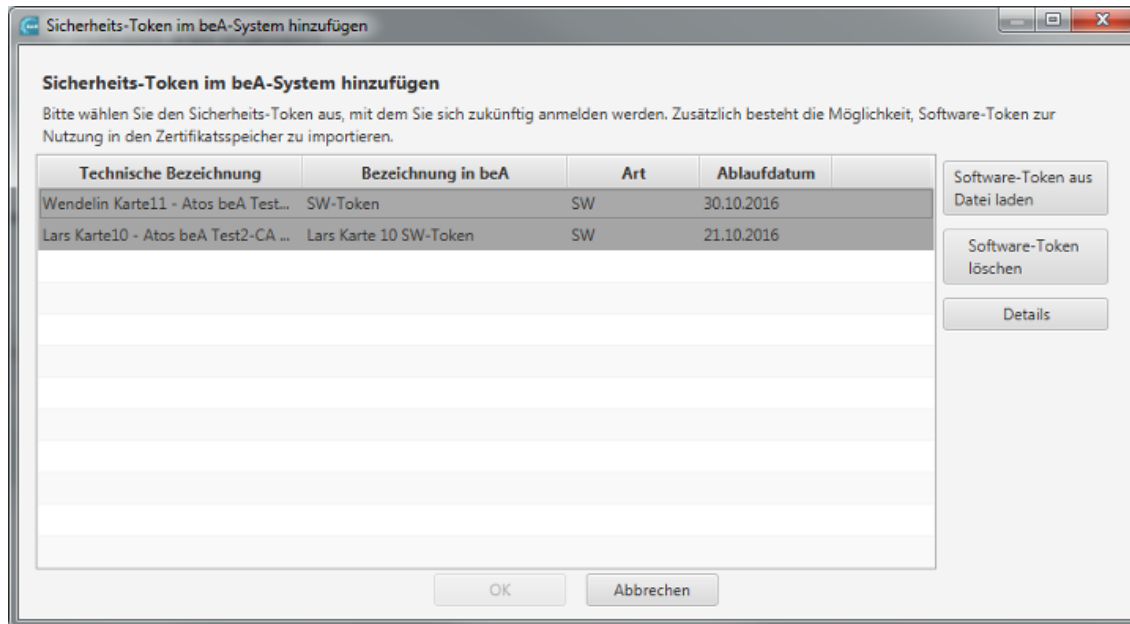 Sicherheits-Token im beA-System hinzufügen
Sicherheits-Token im beA-System hinzufügen
Bitte wählen Sie den Sicherheits-Token aus, mit dem Sie sich zukünftig anmelden werden. Zusätzlich besteht die Möglichkeit, Software-Token zur
Nutzung in den Zertifikatsspeicher zu importieren.
Technische Bezeichnung Bezeichnung in beA Art Ablaufdatum
Wendelin Karte11 - Atos beA Test... SW-Token SW 30.10.2016
Lars Karte10 - Atos beA Test2-CA ... Lars Karte 10 SW-Token SW 21.10.2016
Software-Token aus
Datei laden
Software-Token
löschen
Details
OK Abbrechen